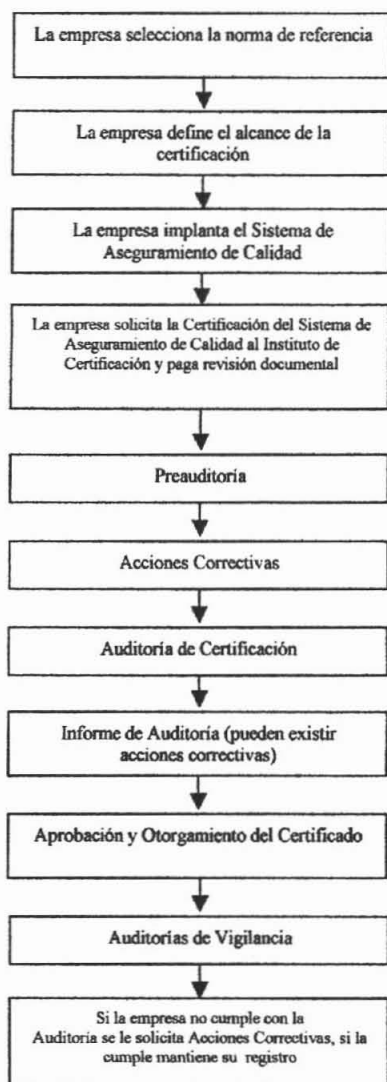 La empresa selecciona la norma de referencia
La empresa define el alcance de la
certificación
La empresa implanta el Sistema de
Aseguramiento de Calidad
La empresa solicita la Certificación del Sistema de
Aseguramiento de Calidad al Instituto de
Certificación y paga revisión documental
Preauditoría
Acciones Correctivas
Auditoría de Certificación
Informe de Auditoría (pueden existir
acciones correctivas)
Aprobación y Otorgamiento del Certificado
Auditorías de Vigilancia
Si la empresa no cumple con la
Auditoría se le solicita Acciones Correctivas, si la
cumple mantiene su registro